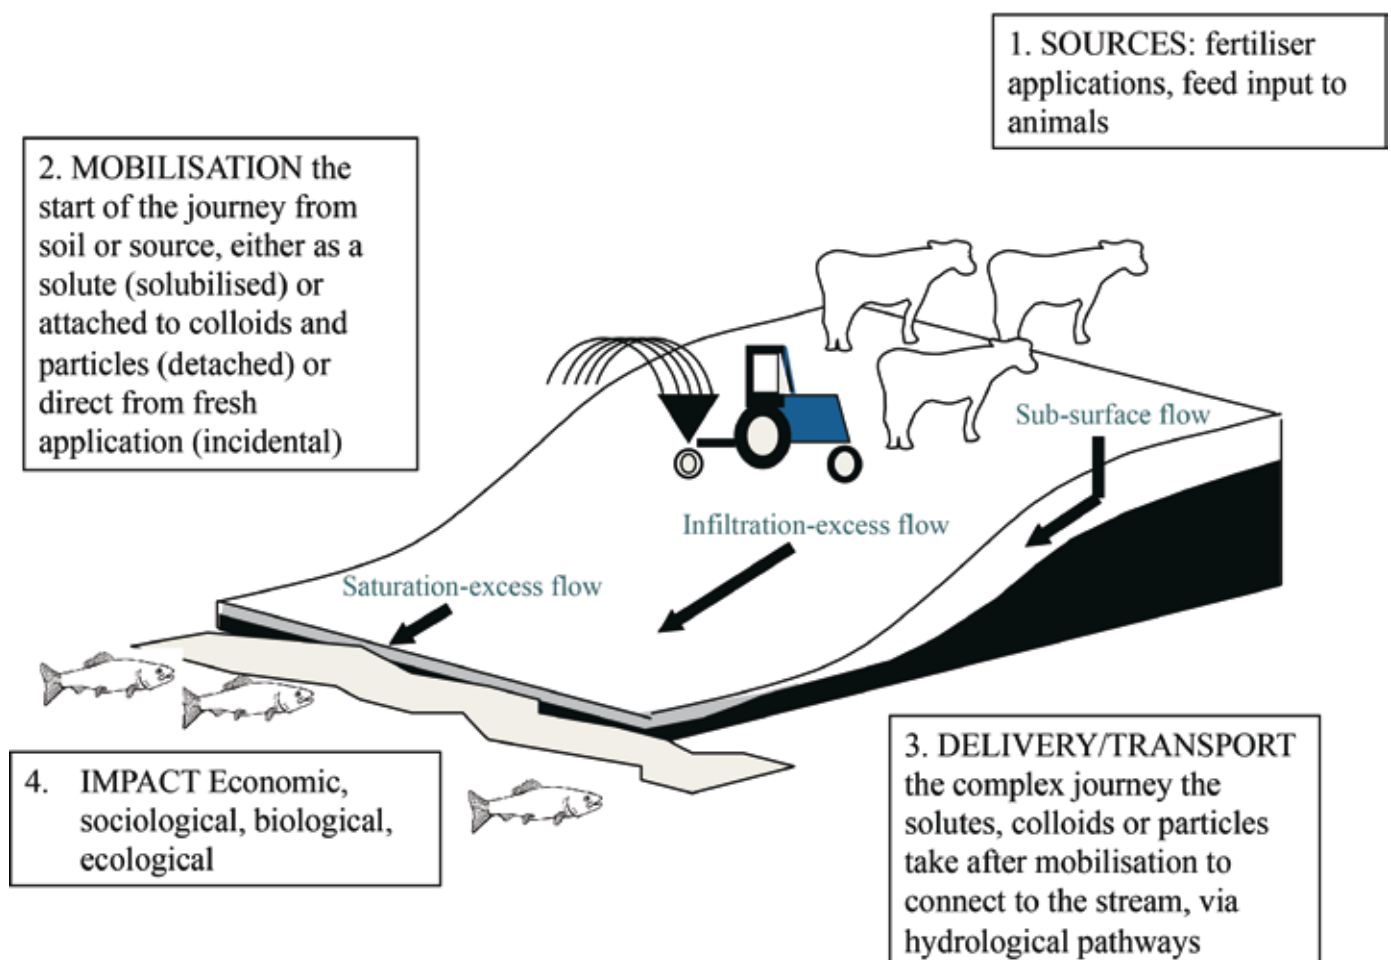 1. SOURCES: fertiliser
applications, feed input to
animals
2. MOBILISATION the
start of the journey from
soil or source, either as a
solute (solubilised) or
attached to colloids and
particles (detached) or
direct from fresh
application (incidental)
Sub-surface flow
Infiltration-excess flow
Saturation-excess flow
3. DELIVERY/TRANSPORT
the complex journey the
solutes, colloids or particles
take after mobilisation to
connect to the stream, via
hydrological pathways
4. IMPACT Economic,
sociological, biological,
ecological